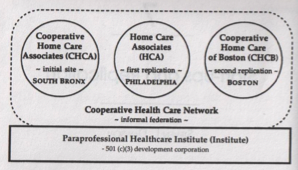 Cooperative
Home Care
Associates (CHCA)
- initial site -
SOUTH BRONX
Home Care
Associates
(HCA)
- first replication -
PHILADELPHIA
Cooperative
Home Care
of Boston (CHCB)
- second replication -
BOSTON
Cooperative Health Care Network
- informal federation -
Paraprofessional Healthcare Institute (Institute)
- 501 (c)(3) development corporation